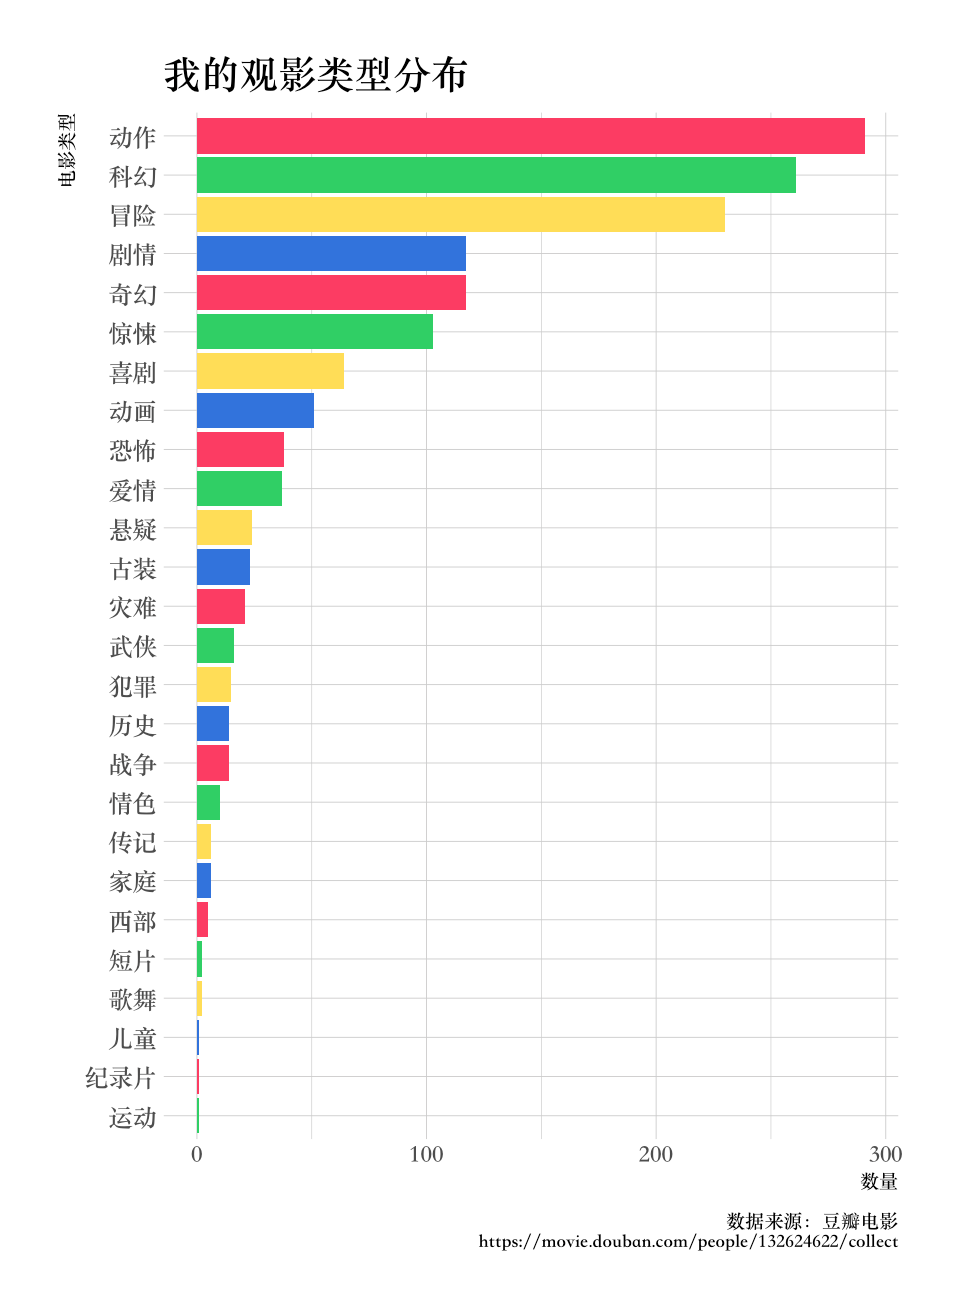 我的观影类型分布
电影类型
动作
科幻
冒险
剧情
奇幻
惊悚
喜剧
动画
恐怖
爱情
悬疑
古装
灾难
武侠
犯罪
历史
战争
情色
传记
家庭
西部
短片
歌舞
儿童
纪录片
运动
0 100 200 300
数量
数据来源：豆瓣电影
https://movie.douban.com/people/132624622/collect